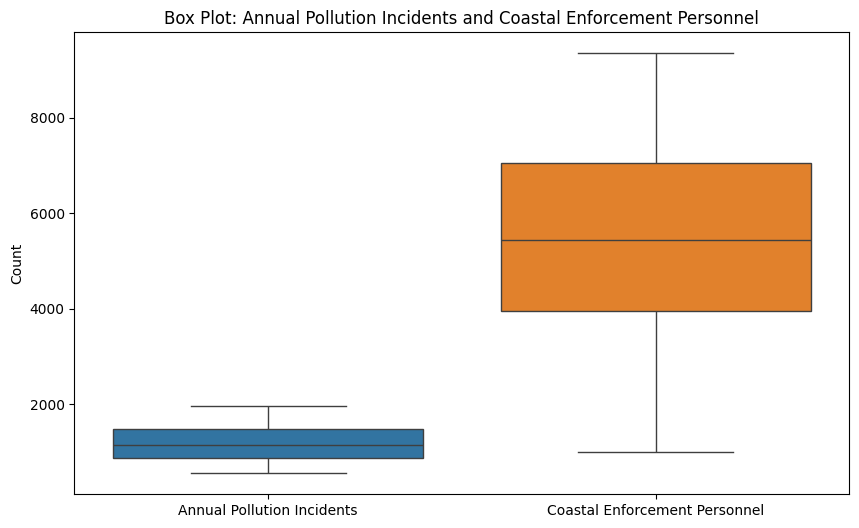 Box Plot: Annual Pollution Incidents and Coastal Enforcement Personnel
8000
6000
4000
2000
Count
Annual Pollution Incidents
Coastal Enforcement Personnel